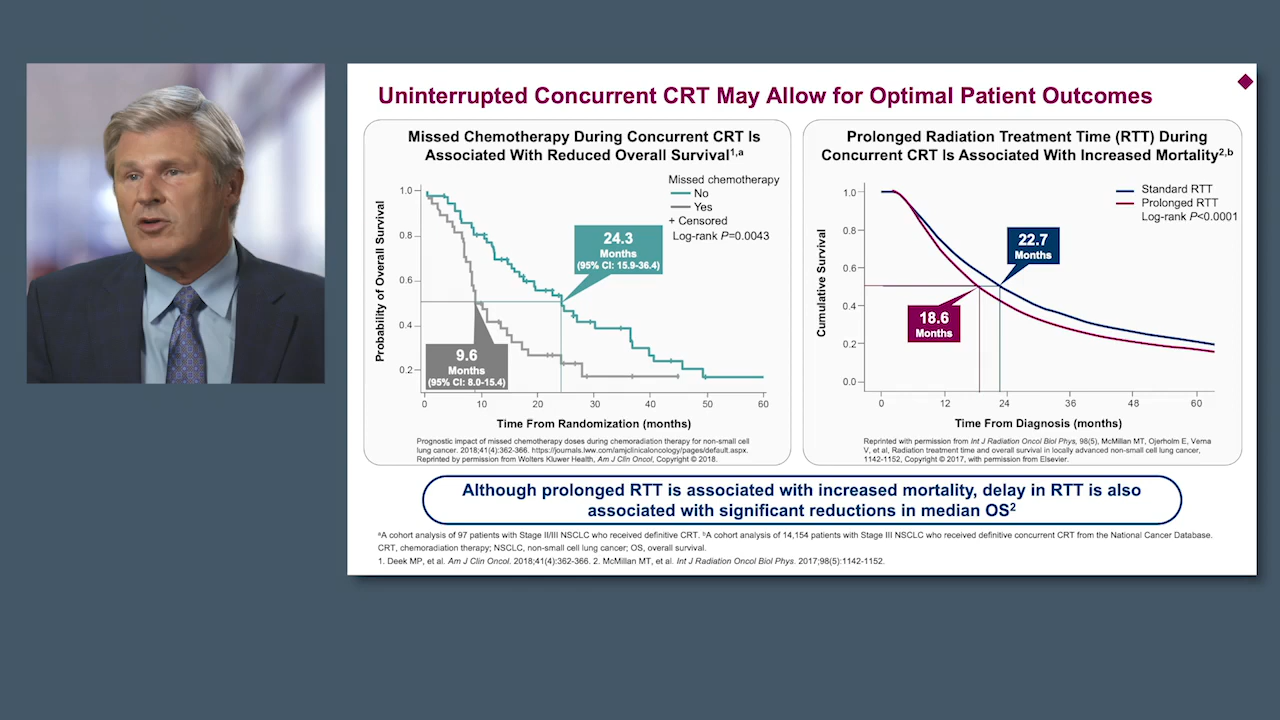 Uninterrupted Concurrent CRT May Allow for Optimal Patient Outcomes
Missed Chemotherapy During Concurrent CRT Is
Associated With Reduced Overall Survival1,a
Missed chemotherapy
No
Yes
+ Censored
Log-rank P=0.0043
Probability of Overall Survival
1.0
0.8
0.6
0.4
0.2
24.3
Months
(95% CI: 15.9-36.4)
9.6
Months
(95% CI: 8.0-15.4)
0 10 20 30 40 50 60
Time From Randomization (months)
Prognostic impact of missed chemotherapy doses during chemoradiation therapy for non-small cell
lung cancer. 2018;41(4):362-366. https://journals.lww.com/amjclinicaloncology/pages/default.aspx.
Reprinted by permission from Wolters Kluwer Health, Am J Clin Oncol, Copyright © 2018.
Prolonged Radiation Treatment Time (RTT) During
Concurrent CRT Is Associated With Increased Mortality2,b
Standard RTT
Prolonged RTT
Log-rank P<0.0001
Cumulative Survival
1.0
0.8
0.6
0.4
0.2
0.0
22.7
Months
18.6
Months
0 12 24 36 48 60
Time From Diagnosis (months)
Reprinted with permission from Int J Radiation Oncol Biol Phys, 98(5), McMillan MT, Ojerholm E, Verma
V, et al, Radiation treatment time and overall survival in locally advanced non-small cell lung cancer,
1142-1152, Copyright © 2017, with permission from Elsevier.
Although prolonged RTT is associated with increased mortality, delay in RTT is also
associated with significant reductions in median OS2
aA cohort analysis of 97 patients with Stage II/III NSCLC who received definitive CRT. bA cohort analysis of 14,154 patients with Stage III NSCLC who received definitive concurrent CRT from the National Cancer Database.
CRT, chemoradiation therapy; NSCLC, non-small cell lung cancer; OS, overall survival.
1. Deek MP, et al. Am J Clin Oncol. 2018;41(4):362-366. 2. McMillan MT, et al. Int J Radiation Oncol Biol Phys. 2017;98(5):1142-1152.